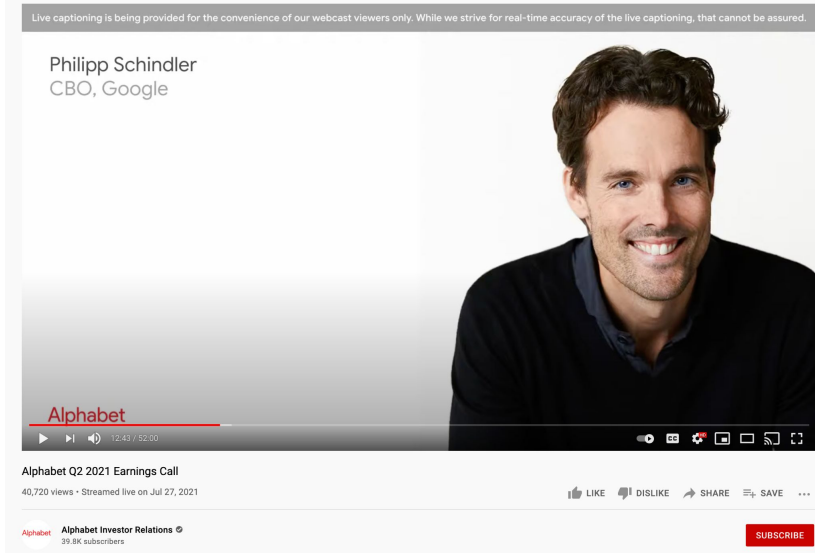 Live captioning is being provided for the convenience of our webcast viewers only. While we strive for real-time accuracy of the live captioning, that cannot be assured.
Philipp Schindler
CBO, Google
Alphabet
12:43 / 52:00
CC
HD
Alphabet Q2 2021 Earnings Call
40,720 views • Streamed live on Jul 27, 2021
LIKE DISLIKE SHARE SAVE ...
Alphabet
Alphabet Investor Relations
39.8K subscribers
SUBSCRIBE